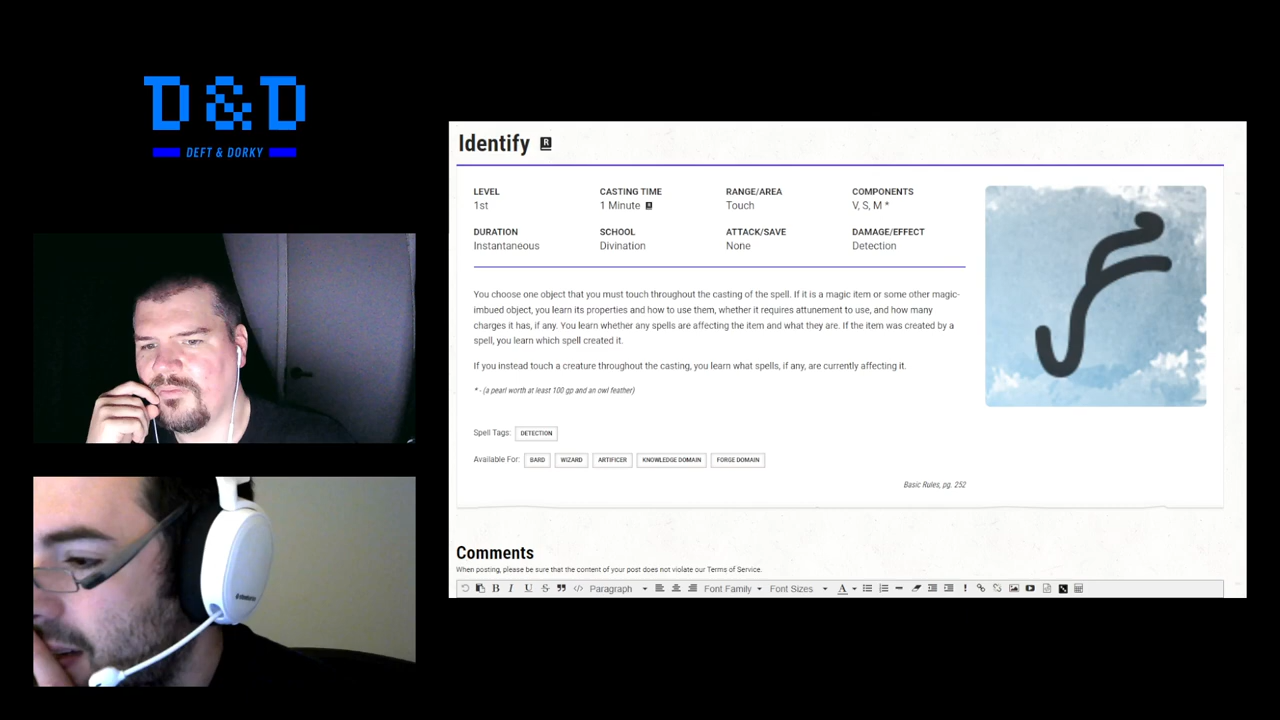 D&D
DEFT & DORKY
Identify
LEVEL
1st
CASTING TIME
1 Minute
RANGE/AREA
Touch
COMPONENTS
V, S, M *
DURATION
Instantaneous
SCHOOL
Divination
ATTACK/SAVE
None
DAMAGE/EFFECT
Detection
You choose one object that you must touch throughout the casting of the spell. If it is a magic item or some other magic-
imbued object, you learn its properties and how to use them, whether it requires attunement to use, and how many
charges it has, if any. You learn whether any spells are affecting the item and what they are. If the item was created by a
spell, you learn which spell created it.
If you instead touch a creature throughout the casting, you learn what spells, if any, are currently affecting it.
* - (a pearl worth at least 100 gp and an owl feather)
Spell Tags: DETECTION
Available For: BARD WIZARD ARTIFICER KNOWLEDGE DOMAIN FORGE DOMAIN
Basic Rules, pg. 252
Comments
When posting, please be sure that the content of your post does not violate our Terms of Service.
B I U S Paragraph Font Family Font Sizes A